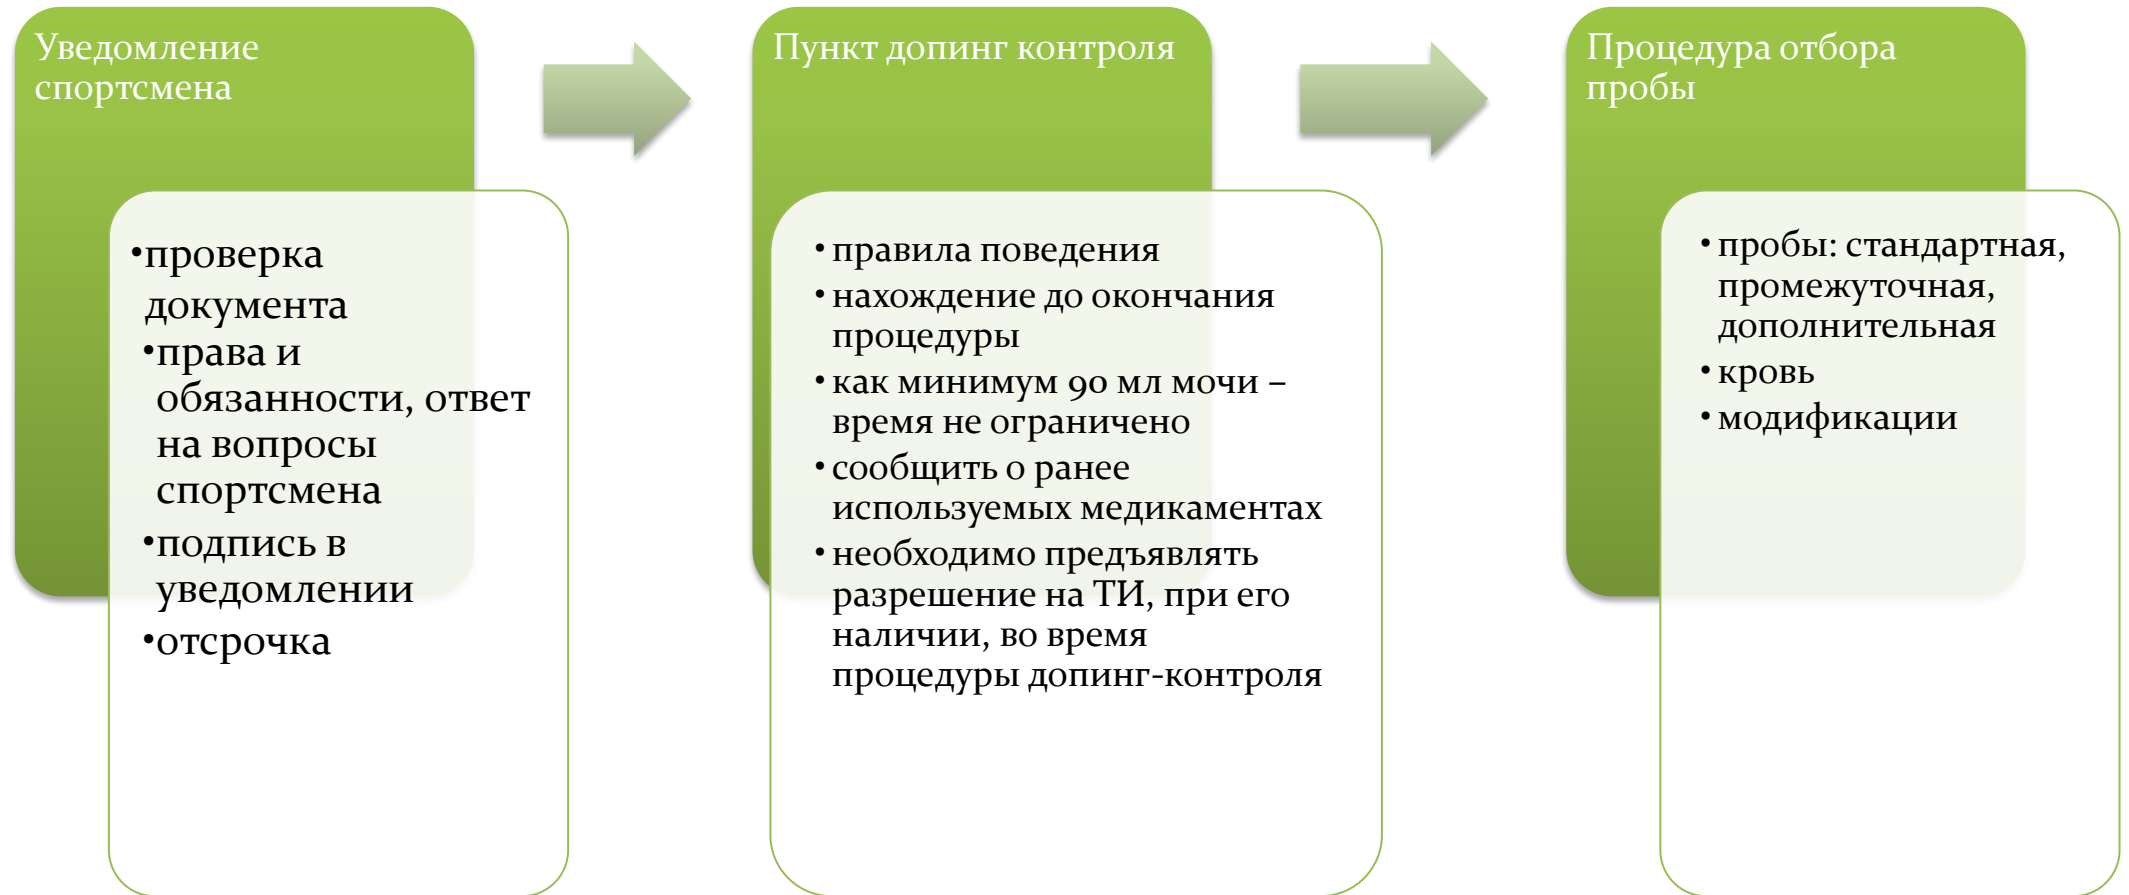 Уведомление
спортсмена
•проверка
документа
•права и
обязанности, ответ
на вопросы
спортсмена
•подпись в
уведомлении
•отсрочка
Пункт допинг контроля
•правила поведения
•нахождение до окончания
процедуры
•как минимум 90 мл мочи –
время не ограничено
•сообщить о ранее
используемых медикаментах
•необходимо предъявлять
разрешение на ТИ, при его
наличии, во время
процедуры допинг-контроля
Процедура отбора
пробы
•пробы: стандартная,
промежуточная,
дополнительная
•кровь
•модификации